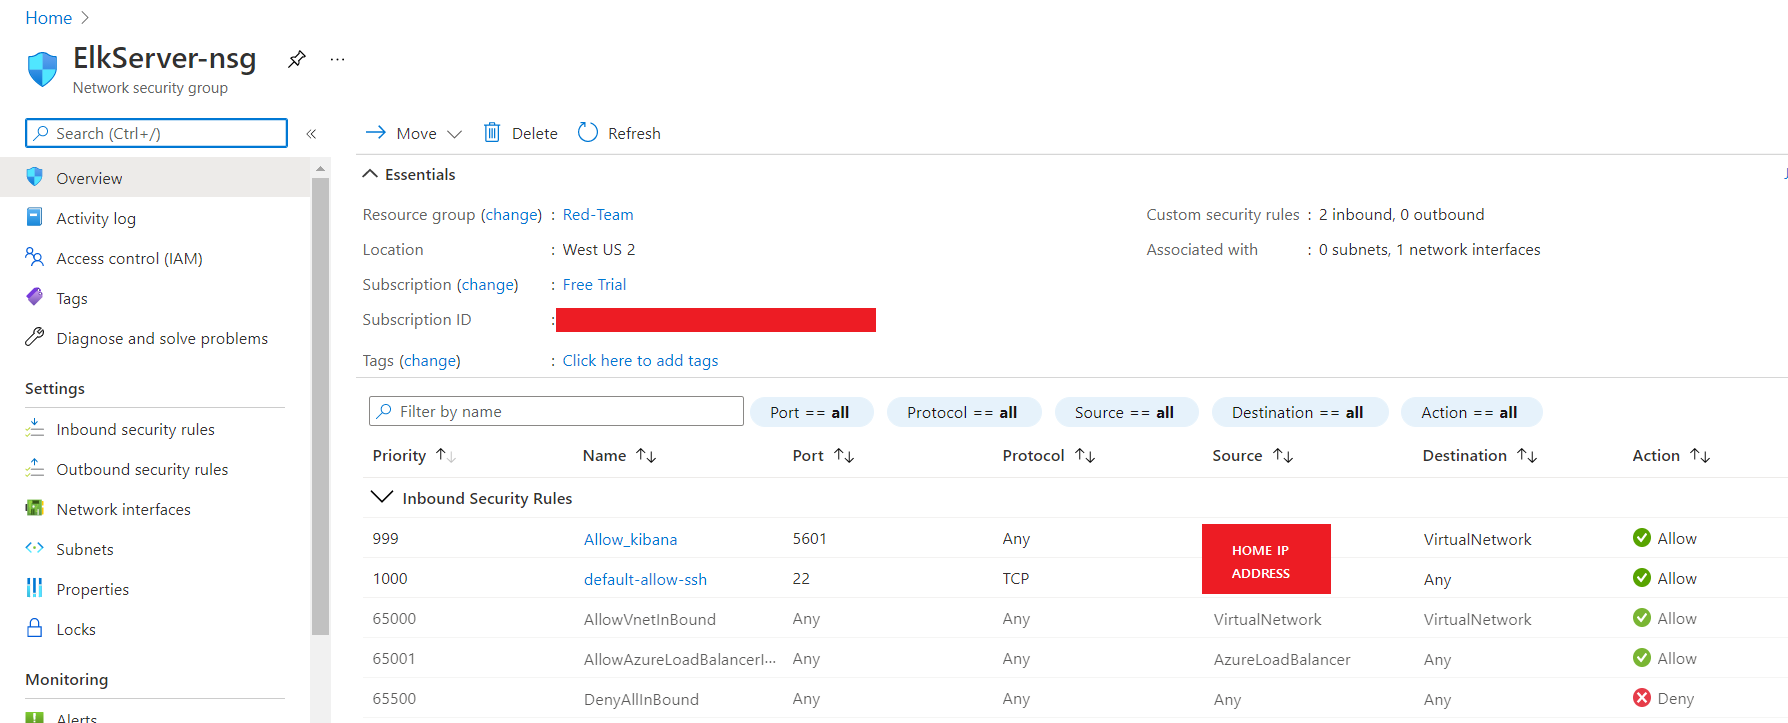 Home
ElkServer-nsg
Network security group
Search (Ctrl+/)
Overview
Activity log
Access control (IAM)
Tags
Diagnose and solve problems
Settings
Inbound security rules
Outbound security rules
Network interfaces
Subnets
Properties
Locks
Monitoring
Alerts
Move Delete Refresh
Essentials
Resource group (change) : Red-Team
Location : West US 2
Subscription (change) : Free Trial
Subscription ID :
Tags (change) : Click here to add tags
Custom security rules : 2 inbound, 0 outbound
Associated with : 0 subnets, 1 network interfaces
Filter by name Port == all Protocol == all Source == all Destination == all Action == all
Priority Name Port Protocol Source Destination Action
Inbound Security Rules
999 Allow_kibana 5601 Any HOME IP VirtualNetwork Allow
1000 default-allow-ssh 22 TCP ADDRESS Any Allow
65000 AllowVnetInBound Any Any VirtualNetwork VirtualNetwork Allow
65001 AllowAzureLoadBalancerI... Any Any AzureLoadBalancer Any Allow
65500 DenyAllInBound Any Any Any Any Deny